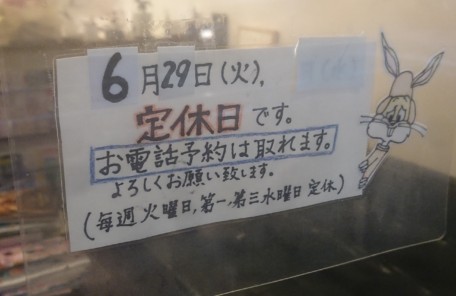 6月29日(火),
定休日です。
お電話予約は取れます。
よろしくお願い致します。
(毎週火曜日,第一,第三水曜日定休)